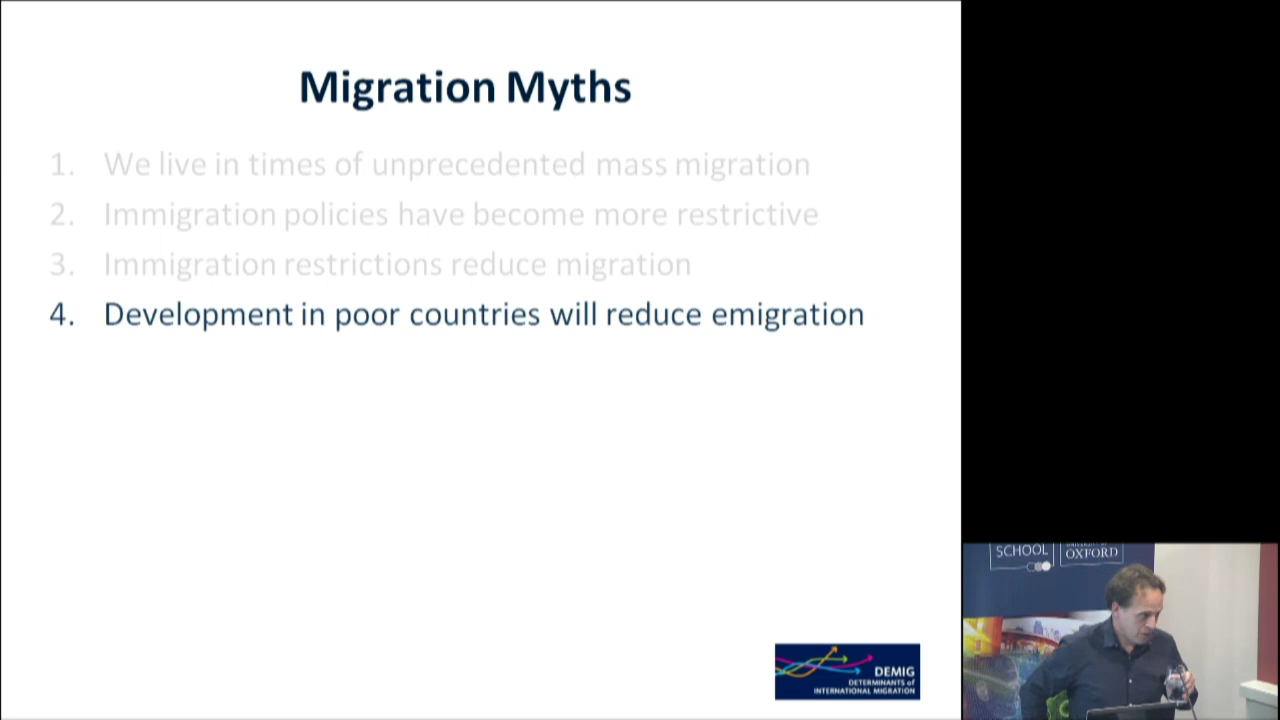 Migration Myths
1. We live in times of unprecedented mass migration
2. Immigration policies have become more restrictive
3. Immigration restrictions reduce migration
4. Development in poor countries will reduce emigration
DEMIG
DETERMINANTS of
INTERNATIONAL MIGRATION
SCHOOL
OXFORD